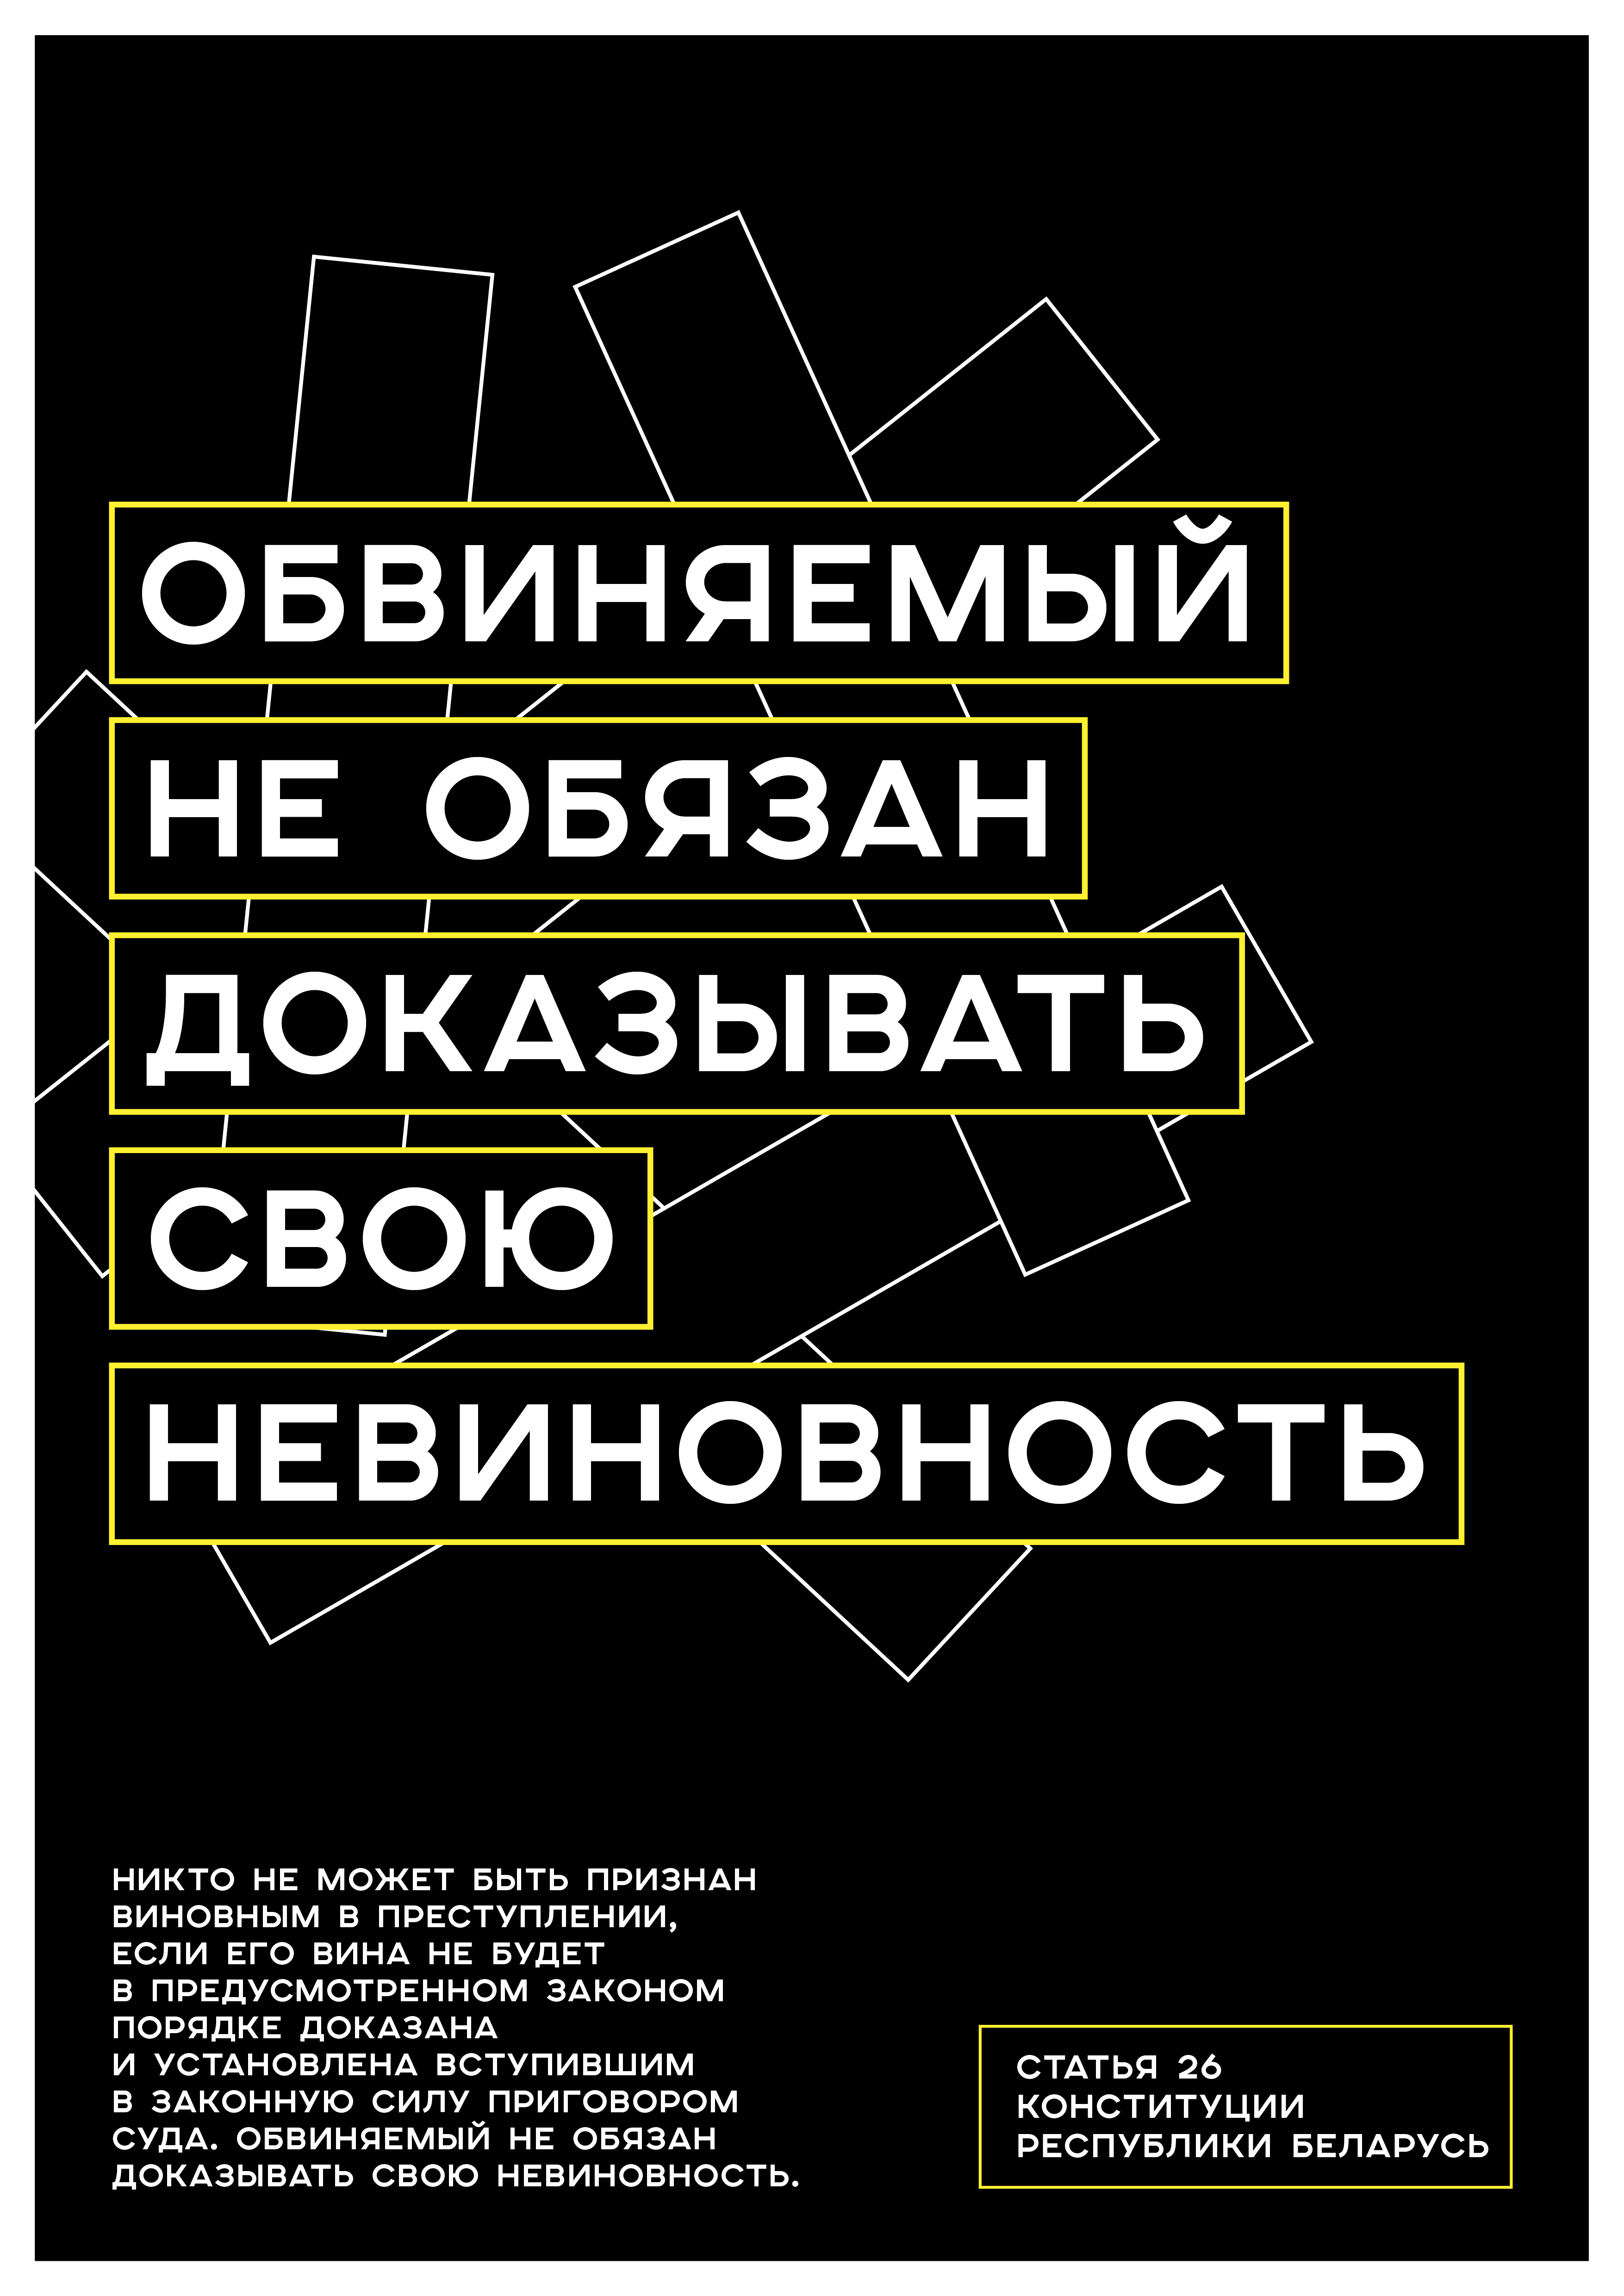 ОБВИНЯЕМЫЙ
НЕ ОБЯЗАН
ДОКАЗЫВАТЬ
СВОЮ
НЕВИНОВНОСТЬ
НИКТО НЕ МОЖЕТ БЫТЬ ПРИЗНАН
ВИНОВНЫМ В ПРЕСТУПЛЕНИИ,
ЕСЛИ ЕГО ВИНА НЕ БУДЕТ
В ПРЕДУСМОТРЕННОМ ЗАКОНОМ
ПОРЯДКЕ ДОКАЗАНА
И УСТАНОВЛЕНА ВСТУПИВШИМ
В ЗАКОННУЮ СИЛУ ПРИГОВОРОМ
СУДА. ОБВИНЯЕМЫЙ НЕ ОБЯЗАН
ДОКАЗЫВАТЬ СВОЮ НЕВИНОВНОСТЬ.
СТАТЬЯ 26
КОНСТИТУЦИИ
РЕСПУБЛИКИ БЕЛАРУСЬ